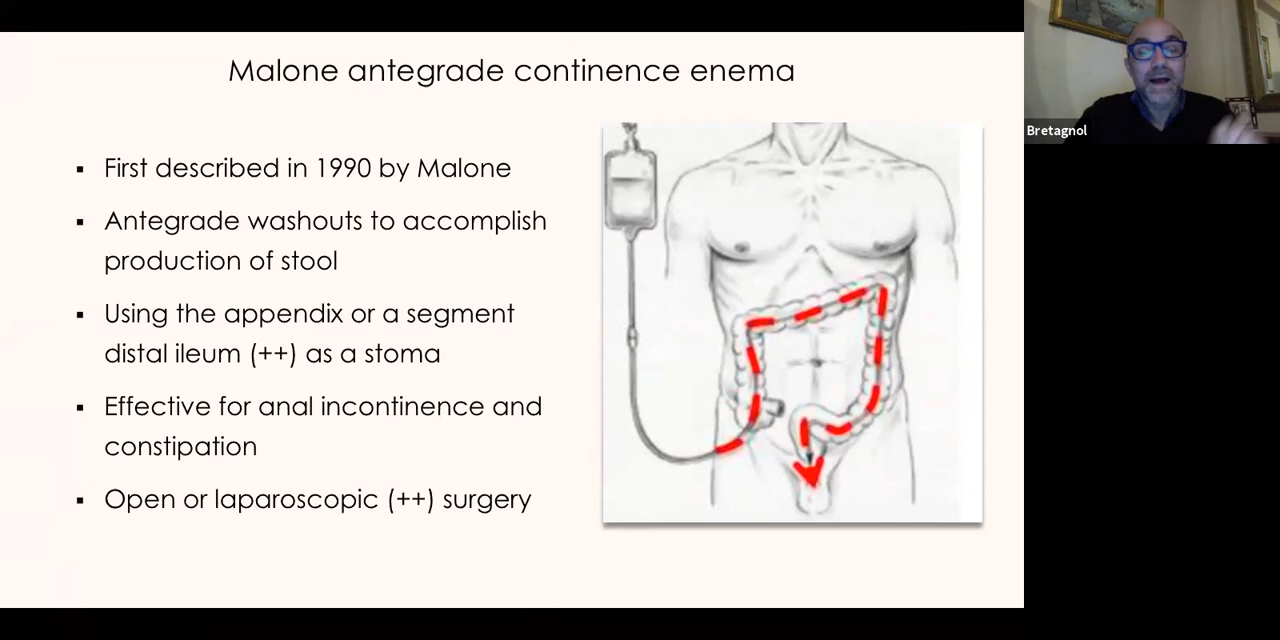 Malone antegrade continence enema
▪ First described in 1990 by Malone
▪ Antegrade washouts to accomplish
production of stool
▪ Using the appendix or a segment
distal ileum (++) as a stoma
▪ Effective for anal incontinence and
constipation
▪ Open or laparoscopic (++) surgery
Bretagnol